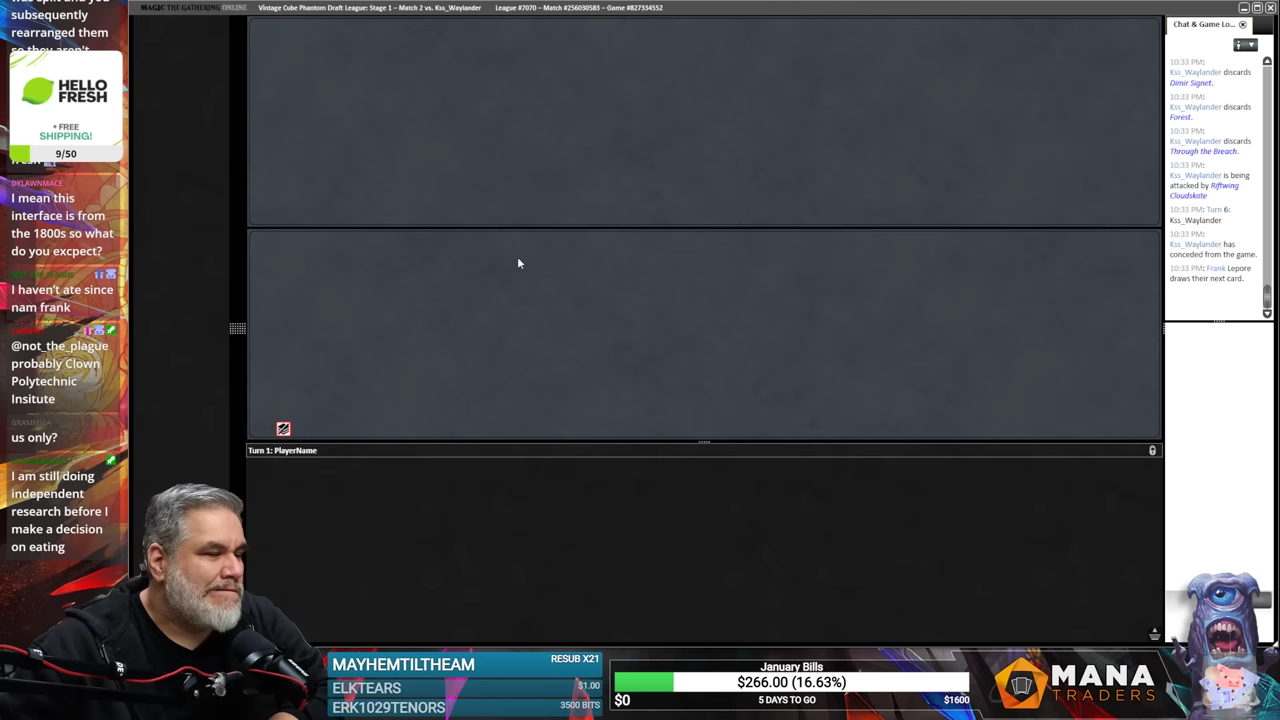 was split and you
subsequently
rearranged them
so they aren't
HELLO
FRESH
+ FREE
SHIPPING!
9/50
DYLAWNMACE
I mean this
interface is from
the 1800s so what
do you excpect?
NOT_THE_PLAGUE
I haven't ate since
nam frank
@not_the_plague
probably Clown
Polytechnic
Insitute
GRAMMIGA
us only?
I am still doing
independent
research before I
make a decision
on eating
MAGIC THE GATHERING ONLINE
Vintage Cube Phantom Draft League: Stage 1 – Match 2 vs. Kss_Waylander
League #7070 – Match #256030583 – Game #827334552
Turn 1: PlayerName
Chat & Game Lo...
10:33 PM:
Kss_Waylander discards
Dimir Signet.
10:33 PM:
Kss_Waylander discards
Forest.
10:33 PM:
Kss_Waylander discards
Through the Breach.
10:33 PM:
Kss_Waylander is being
attacked by Riftwing
Cloudskate
10:33 PM: Turn 6:
Kss_Waylander
10:33 PM:
Kss_Waylander has
conceded from the game.
10:33 PM: Frank Lepore
draws their next card.
MAYHEMTILTHEAM
RESUB X21
ELKTEARS
$1.00
ERK1029TENORS
3500 BITS
January Bills
$266.00 (16.63%)
$0
5 DAYS TO GO
$1600
MANA
TRADERS